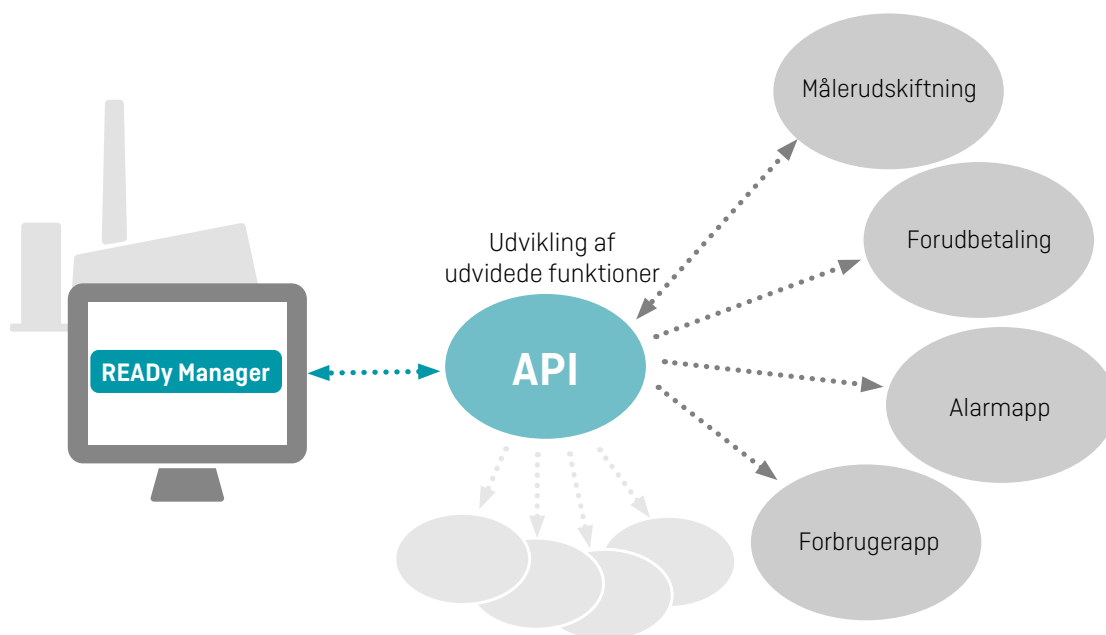 Målerudskiftning
Forudbetaling
Udvikling af
udvidede funktioner
READy Manager
API
Alarmapp
Forbrugerapp